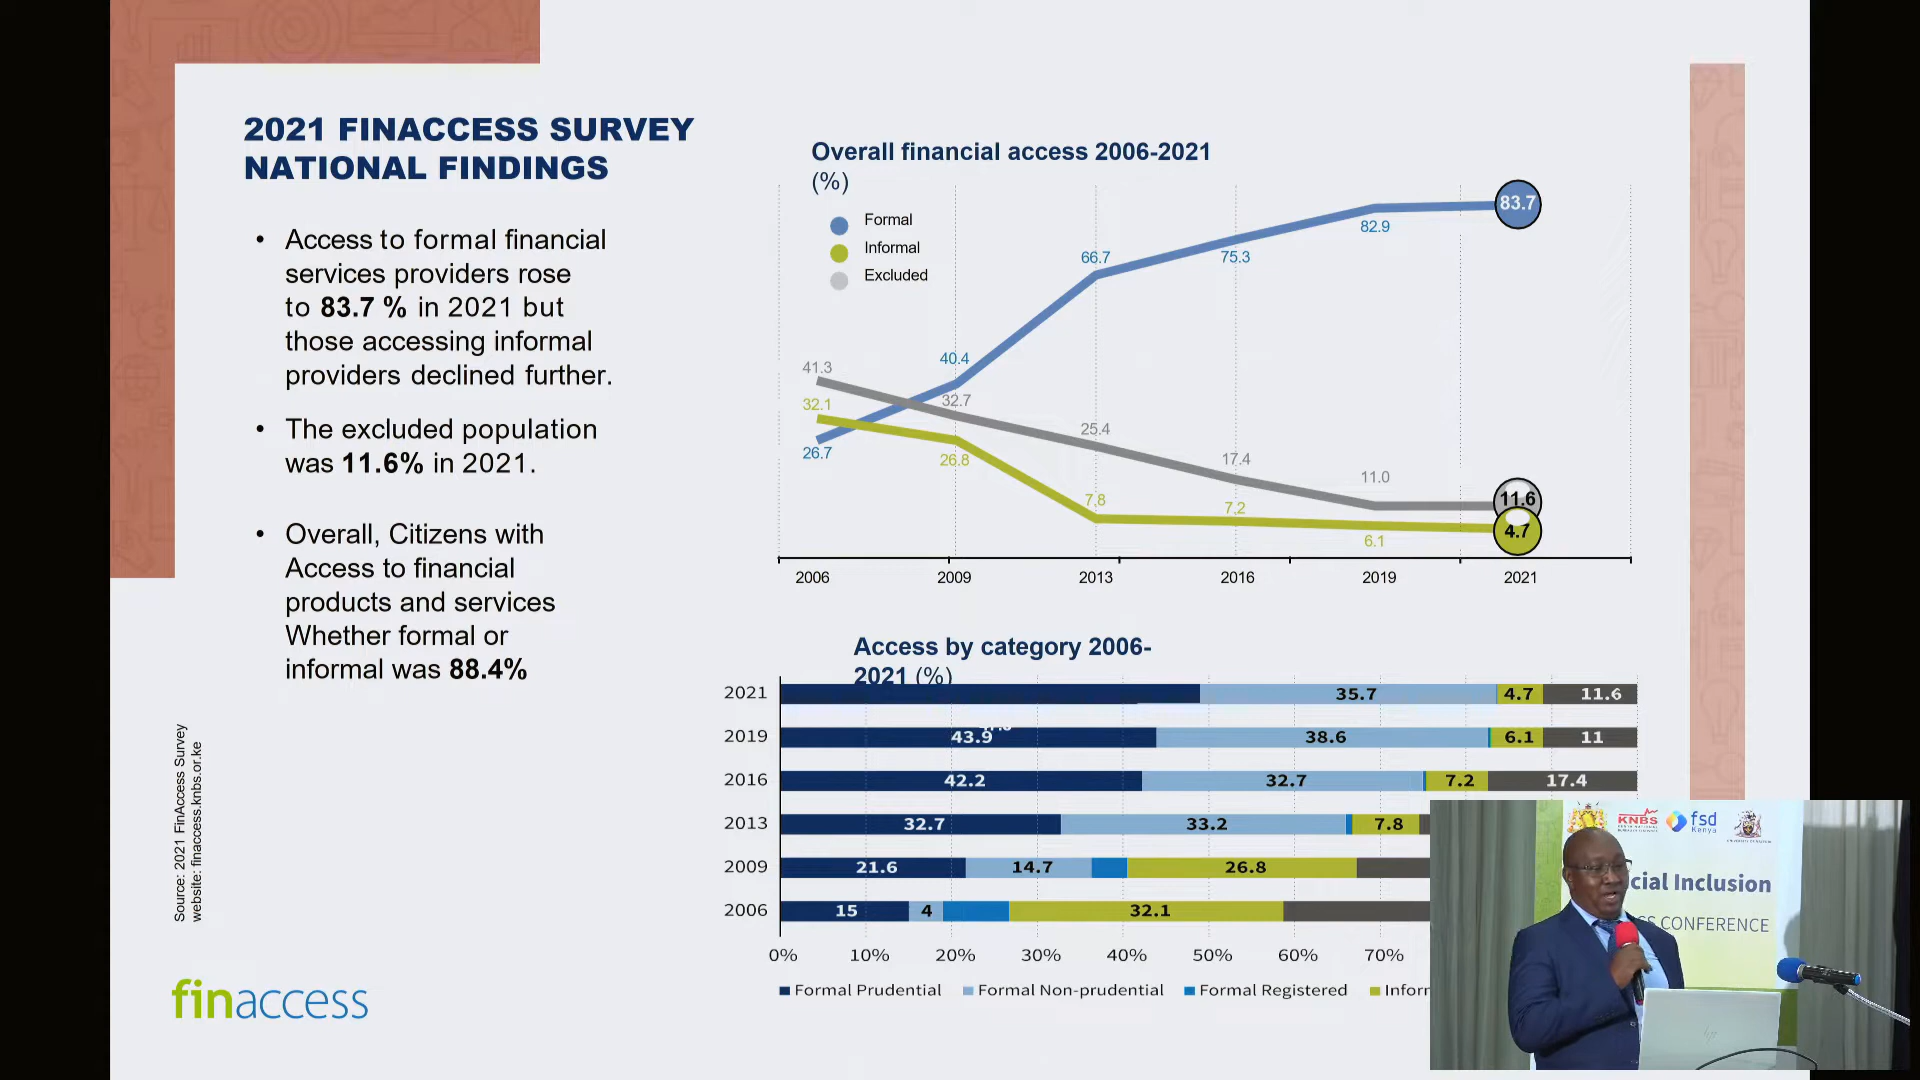 2021 FINACCESS SURVEY
NATIONAL FINDINGS
• Access to formal financial
services providers rose
to 83.7 % in 2021 but
those accessing informal
providers declined further.
• The excluded population
was 11.6% in 2021.
• Overall, Citizens with
Access to financial
products and services
Whether formal or
informal was 88.4%
Source: 2021 FinAccess Survey
website: finaccess.knbs.or.ke
finaccess
Overall financial access 2006-2021
(%)
Formal
Informal
Excluded
83.7
82.9
75.3
66.7
40.4
26.7
41.3
32.7
25.4
17.4
11.0
11.6
32.1
26.8
7.8
7.2
6.1
4.7
2006 2009 2013 2016 2019 2021
Access by category 2006-
2021 (%)
2021 35.7 4.7 11.6
2019 43.9 38.6 6.1 11
2016 42.2 32.7 7.2 17.4
2013 32.7 33.2 7.8
2009 21.6 14.7 26.8
2006 15 4 32.1
0% 10% 20% 30% 40% 50% 60% 70%
Formal Prudential Formal Non-prudential Formal Registered Infor
KNBS
fsd
Kenya
cial Inclusion
CS CONFERENCE